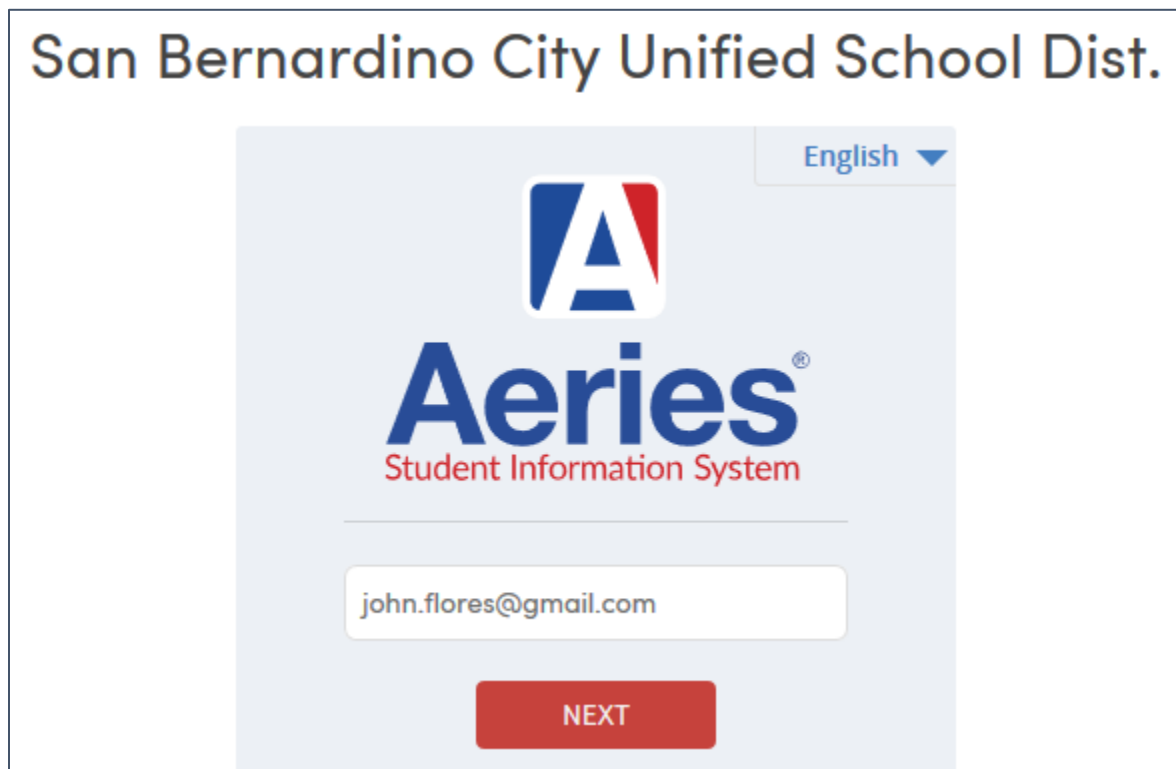 San Bernardino City Unified School Dist.
English
A
Aeries®
Student Information System
john.flores@gmail.com
NEXT